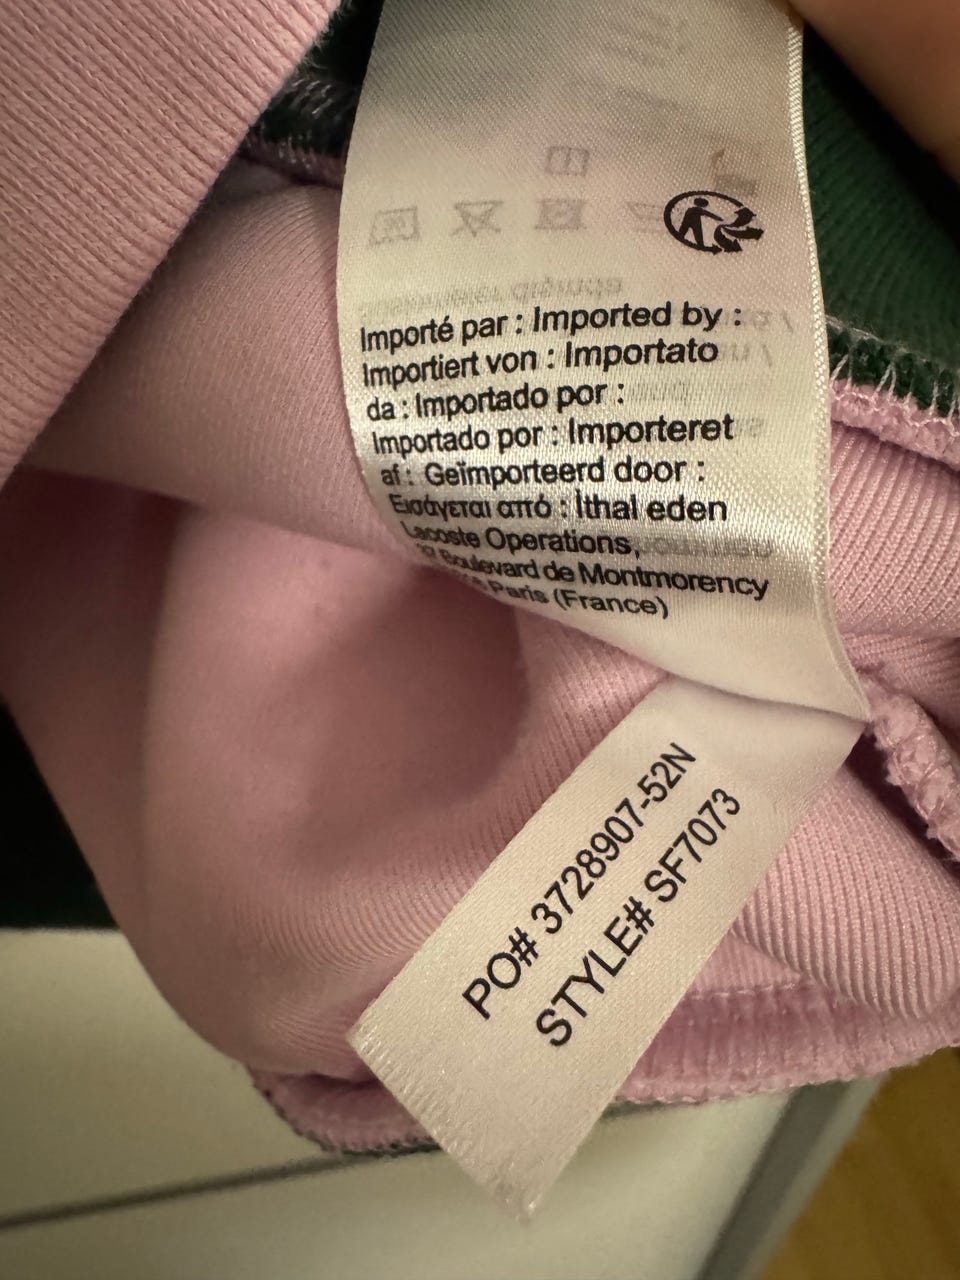 Importé par : Imported by :
Importiert von : Importato
da : Importado por :
Importado por : Importeret
af : Geïmporteerd door :
Εισάγεται από : İthal eden
Lacoste Operations,
37 Boulevard de Montmorency
Paris (France)
PO# 3728907-52N
STYLE# SF7073